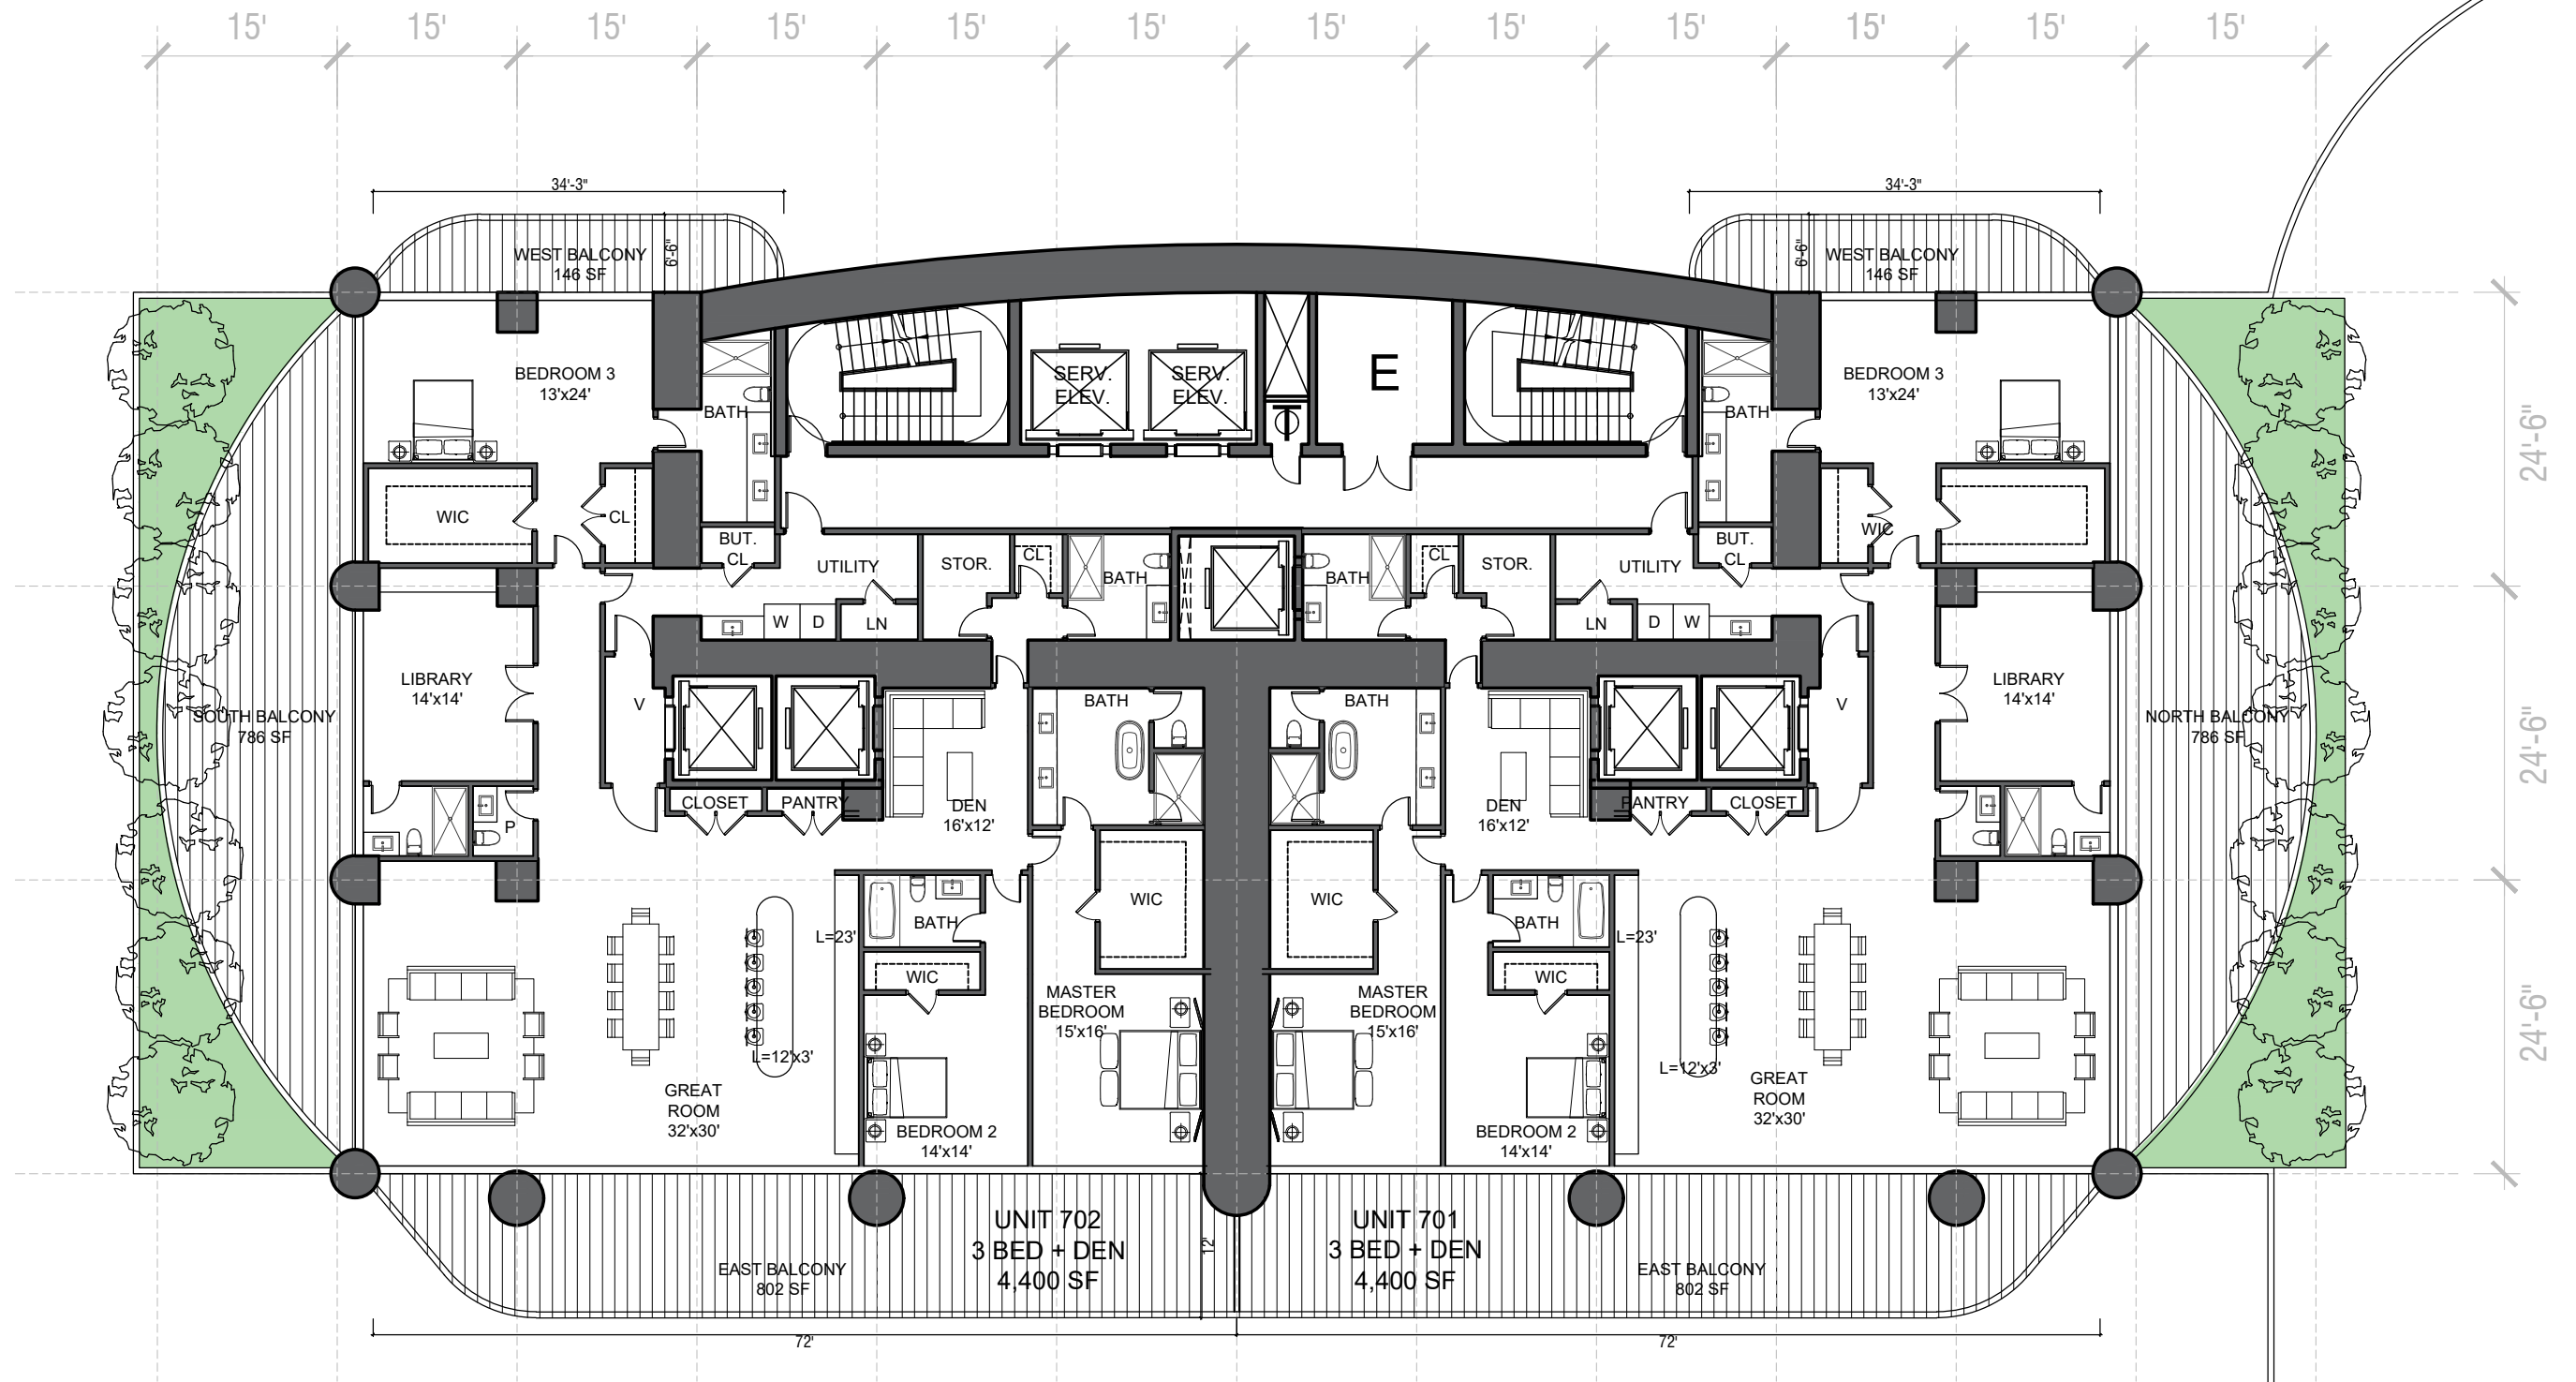 15' 15' 15' 15' 15' 15' 15' 15' 15' 15' 15' 15'
34'-3"
34'-3"
WEST BALCONY
146 SF
6'-6"
6'-6"
WEST BALCONY
146 SF
BEDROOM 3
13'x24'
BATH
SERV.
ELEV.
SERV.
ELEV.
T
E
BATH
BEDROOM 3
13'x24'
24'-6"
WIC
CL
BUT.
CL
UTILITY
STOR.
CL
BATH
BATH
CL
STOR.
UTILITY
BUT.
CL
WIC
W
D
LN
LN
D
W
LIBRARY
14'x14'
SOUTH BALCONY
786 SF
V
BATH
BATH
V
LIBRARY
14'x14'
NORTH BALCONY
786 SF
24'-6"
CLOSET
PANTRY
DEN
16'x12'
DEN
16'x12'
PANTRY
CLOSET
P
WIC
WIC
BATH
L=23'
BATH
L=23'
WIC
WIC
MASTER
BEDROOM
15'x16'
MASTER
BEDROOM
15'x16'
24'-6"
L=12'x3'
L=12'x3'
GREAT
ROOM
32'x30'
BEDROOM 2
14'x14'
BEDROOM 2
14'x14'
GREAT
ROOM
32'x30'
UNIT 702
3 BED + DEN
4,400 SF
12'
UNIT 701
3 BED + DEN
4,400 SF
EAST BALCONY
802 SF
EAST BALCONY
802 SF
72'
72'